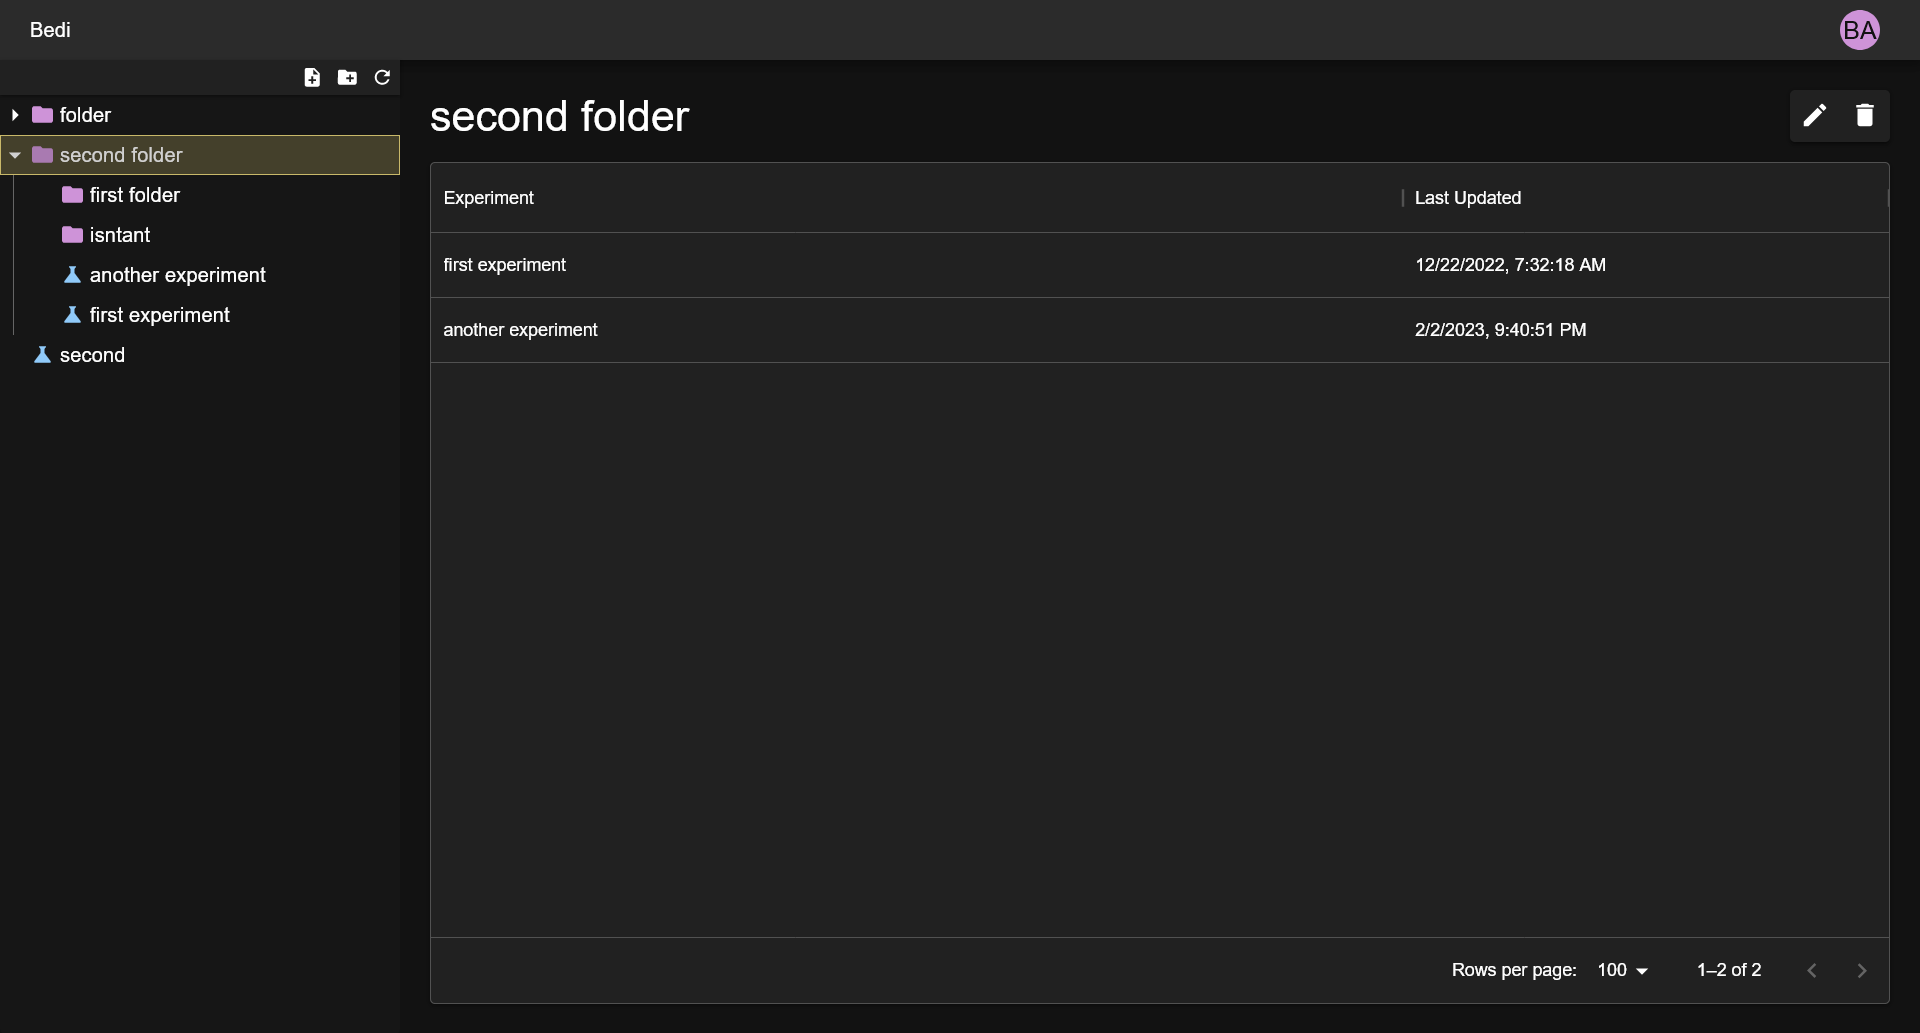 Bedi
BA
folder
second folder
first folder
isntant
another experiment
first experiment
second
second folder
Experiment
Last Updated
first experiment
12/22/2022, 7:32:18 AM
another experiment
2/2/2023, 9:40:51 PM
Rows per page: 100
1–2 of 2